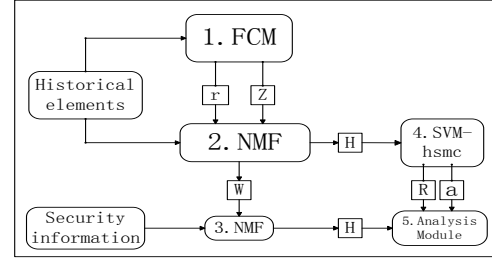 1. FCM
Historical
elements
r
Z
2. NMF
H
4. SVM-
hsmc
W
R
a
Security
information
3. NMF
H
5. Analysis
Module